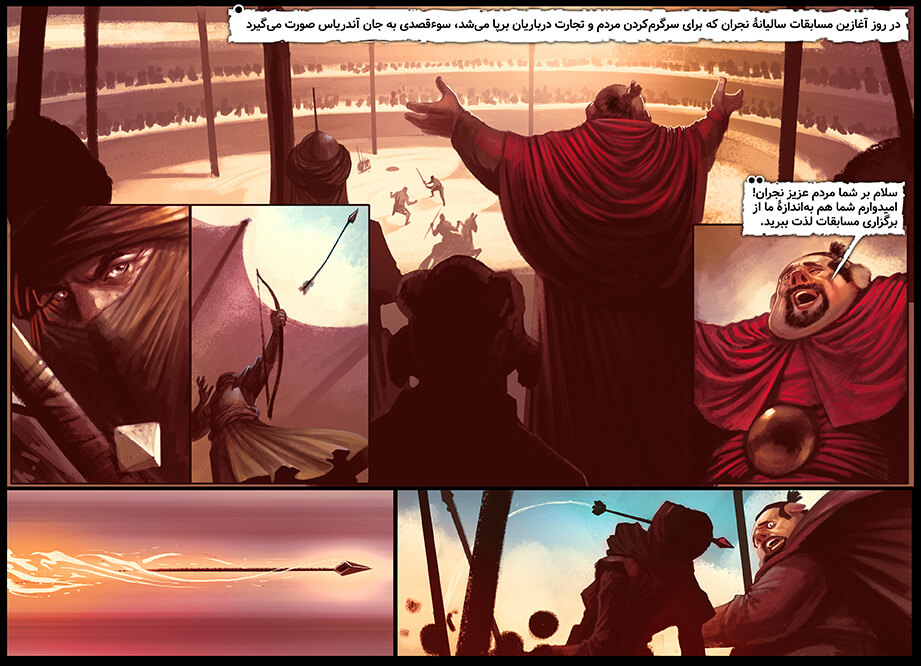 در روز آغازین مسابقات سالیانهٔ نجران که برای سرگرم‌کردن مردم و تجارت درباریان برپا می‌شد، سوءقصدی به جان آندریاس صورت می‌گیرد
سلام بر شما مردم عزیز نجران!
امیدوارم شما هم به‌اندازهٔ ما از
برگزاری مسابقات لذت ببرید.